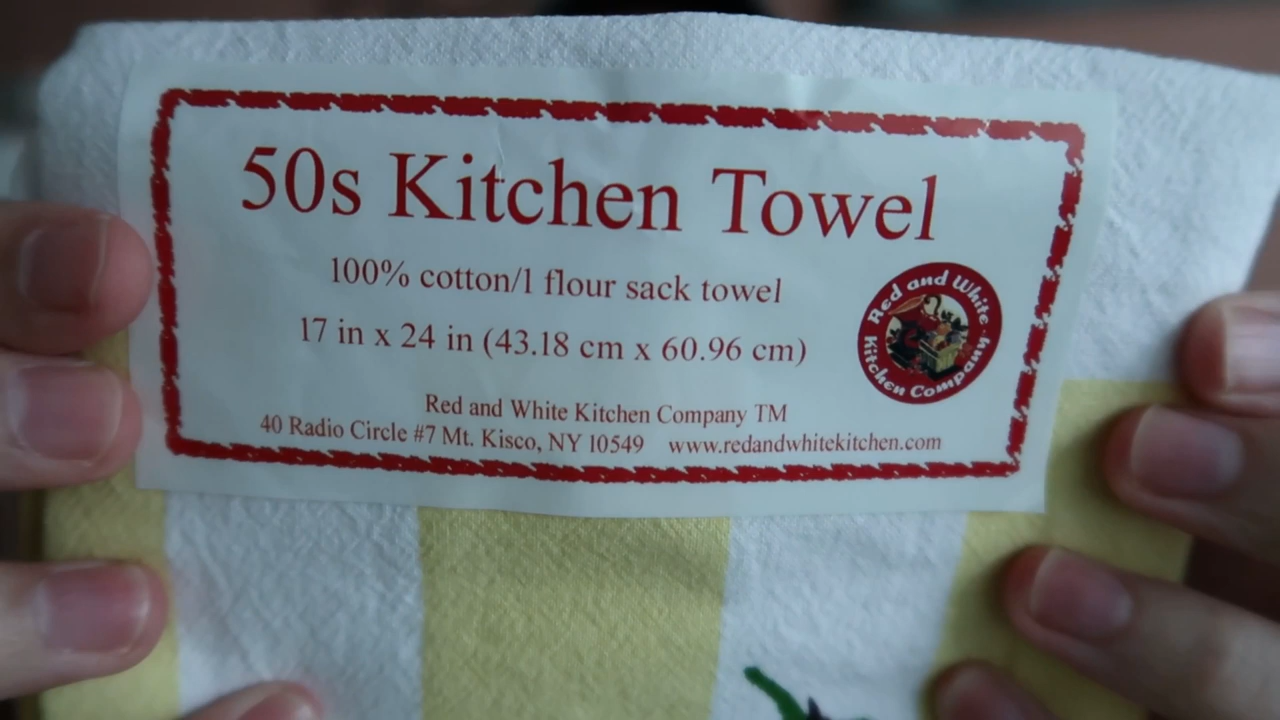 50s Kitchen Towel
100% cotton/1 flour sack towel
17 in x 24 in (43.18 cm x 60.96 cm)
Red and White Kitchen Company TM
40 Radio Circle #7 Mt. Kisco, NY 10549 www.redandwhitekitchen.com
Red and White
Kitchen Company